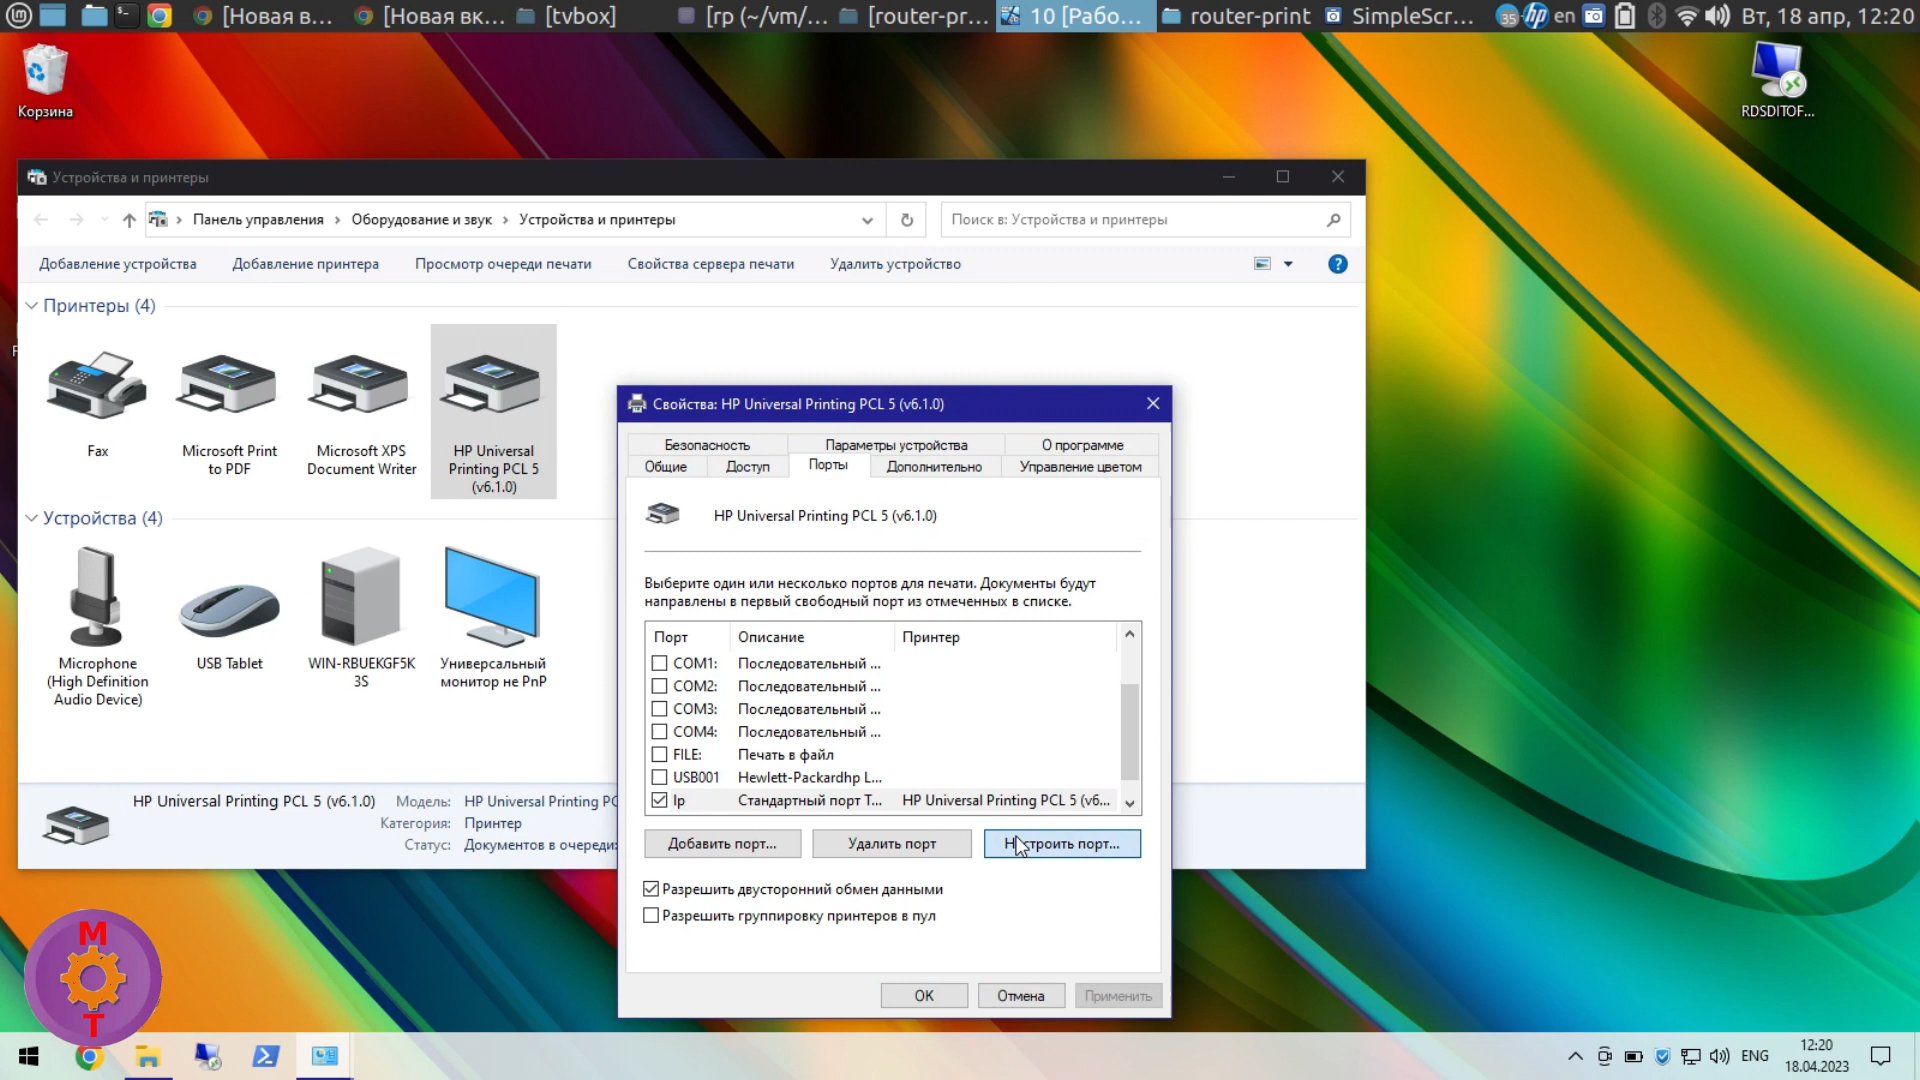 [Новая в...
[Новая вк...
[tvbox]
[гр (~/vm/...
[router-pr...
10 [Рабо...
router-print
SimpleScr...
35
hp
en
Вт, 18 апр, 12:20
Корзина
RDSDITOF...
Устройства и принтеры
Панель управления
Оборудование и звук
Устройства и принтеры
Поиск в: Устройства и принтеры
Добавление устройства
Добавление принтера
Просмотр очереди печати
Свойства сервера печати
Удалить устройство
Принтеры (4)
Fax
Microsoft Print
to PDF
Microsoft XPS
Document Writer
HP Universal
Printing PCL 5
(v6.1.0)
Устройства (4)
Microphone
(High Definition
Audio Device)
USB Tablet
WIN-RBUEKGF5K
3S
Универсальный
монитор не PnP
HP Universal Printing PCL 5 (v6.1.0)
Модель: HP Universal Printing PC
Категория: Принтер
Статус: Документов в очереди:
Свойства: HP Universal Printing PCL 5 (v6.1.0)
Безопасность
Параметры устройства
О программе
Общие
Доступ
Порты
Дополнительно
Управление цветом
HP Universal Printing PCL 5 (v6.1.0)
Выберите один или несколько портов для печати. Документы будут
направлены в первый свободный порт из отмеченных в списке.
Порт Описание Принтер
COM1: Последовательный ...
COM2: Последовательный ...
COM3: Последовательный ...
COM4: Последовательный ...
FILE: Печать в файл
USB001 Hewlett-Packardhp L...
lp Стандартный порт T... HP Universal Printing PCL 5 (v6...
Добавить порт...
Удалить порт
Настроить порт...
Разрешить двусторонний обмен данными
Разрешить группировку принтеров в пул
OK
Отмена
Применить
M
T
ENG
12:20
18.04.2023